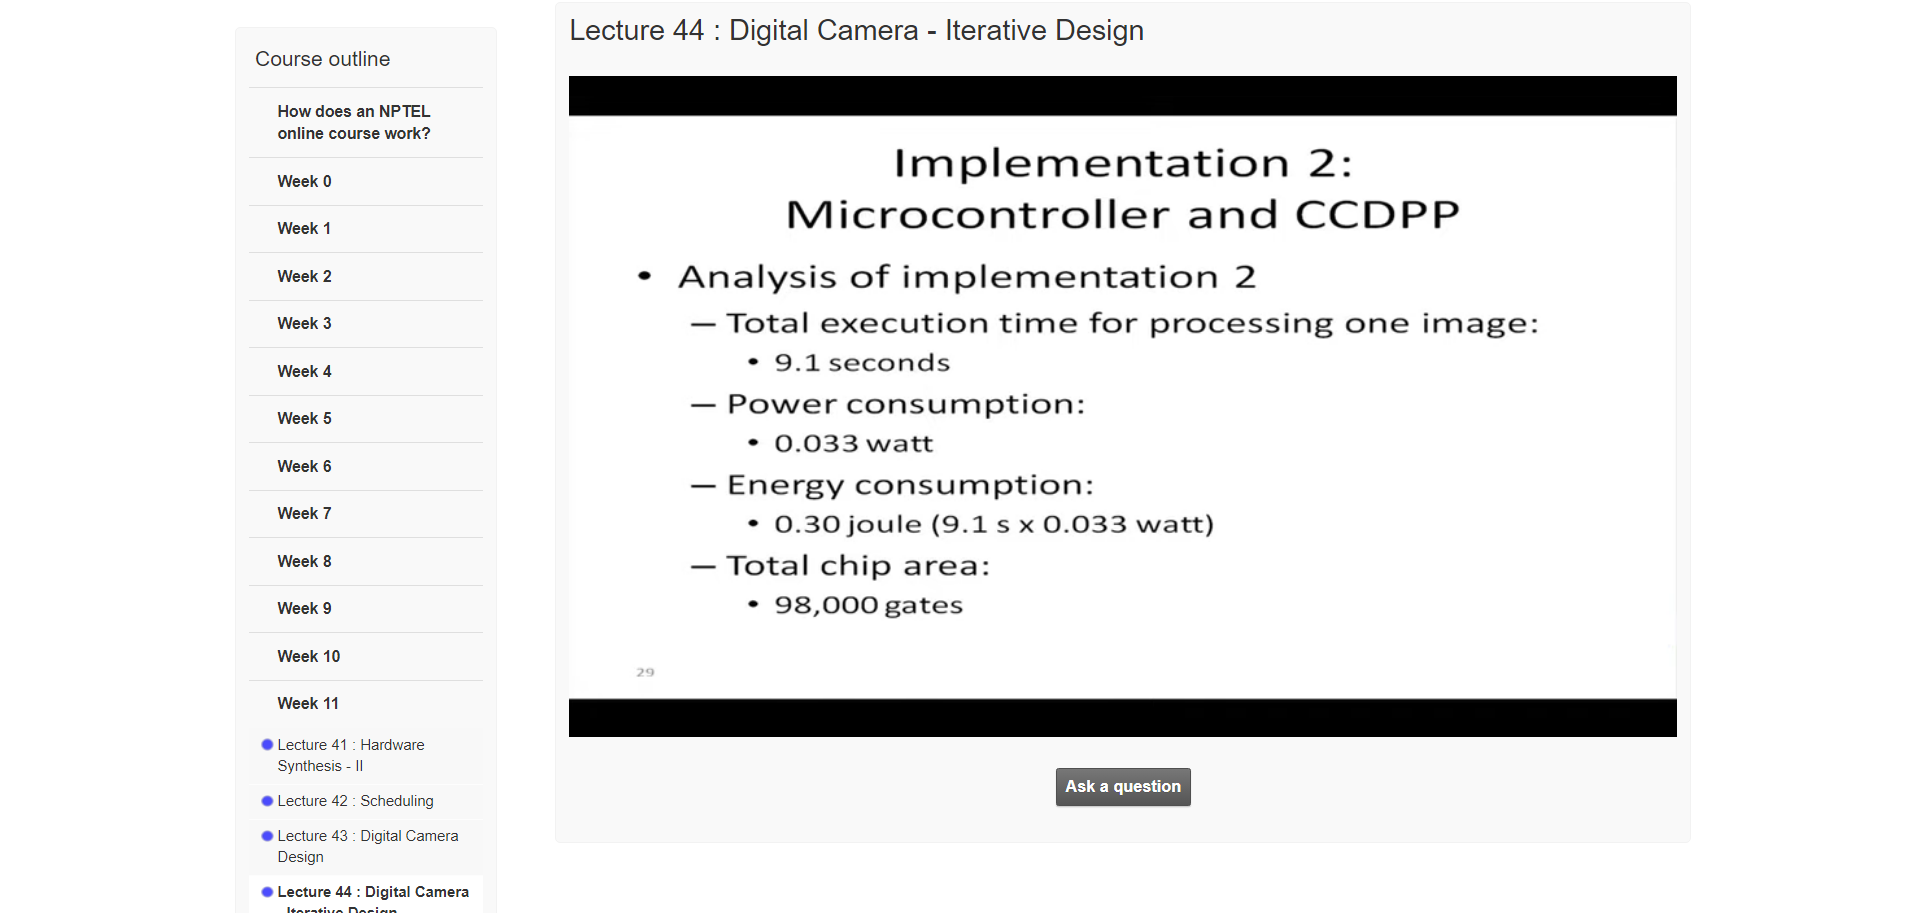 Course outline
How does an NPTEL
online course work?
Week 0
Week 1
Week 2
Week 3
Week 4
Week 5
Week 6
Week 7
Week 8
Week 9
Week 10
Week 11
Lecture 41 : Hardware
Synthesis - II
Lecture 42 : Scheduling
Lecture 43 : Digital Camera
Design
Lecture 44 : Digital Camera
- Iterative Design
Lecture 44 : Digital Camera - Iterative Design
Implementation 2:
Microcontroller and CCDPP
• Analysis of implementation 2
– Total execution time for processing one image:
• 9.1 seconds
– Power consumption:
• 0.033 watt
– Energy consumption:
• 0.30 joule (9.1 s x 0.033 watt)
– Total chip area:
• 98,000 gates
29
Ask a question